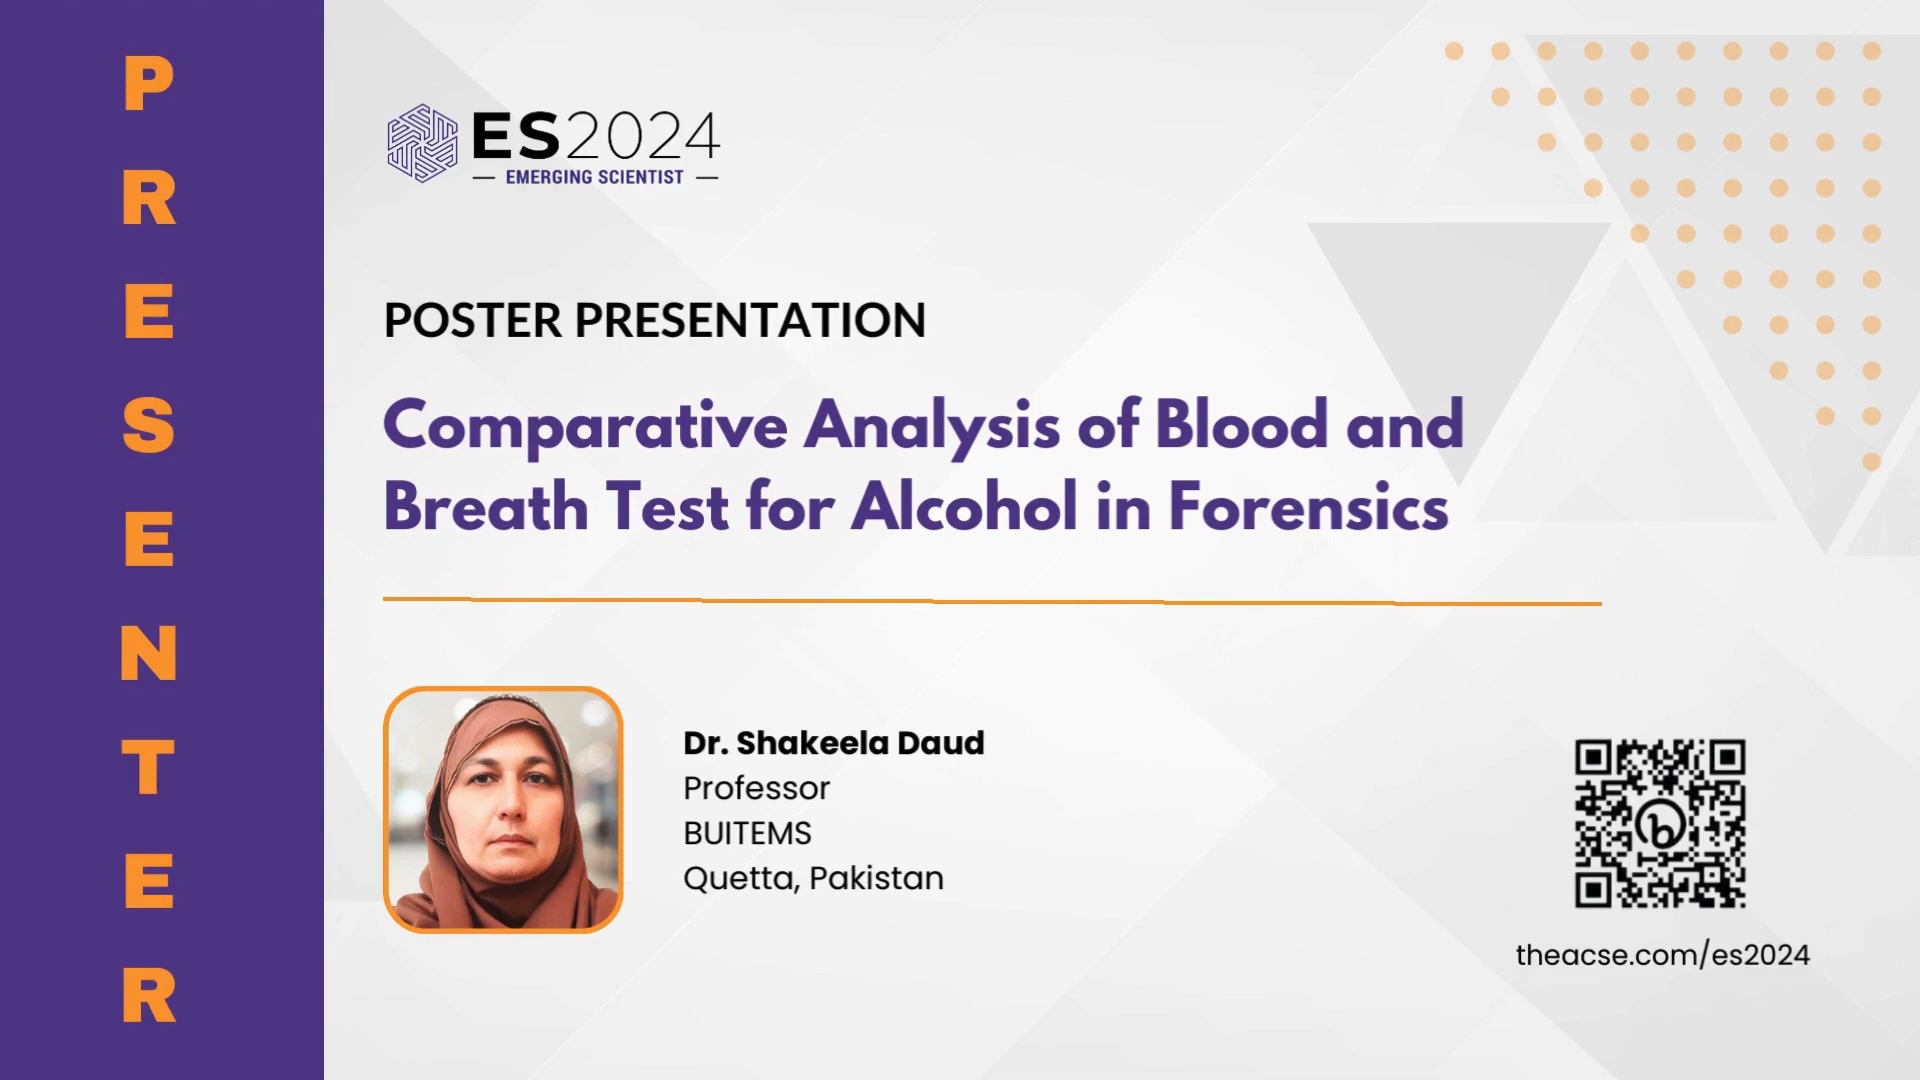 PRESENTER
ES2024
EMERGING SCIENTIST
POSTER PRESENTATION
Comparative Analysis of Blood and
Breath Test for Alcohol in Forensics
Dr. Shakeela Daud
Professor
BUITEMS
Quetta, Pakistan
theacse.com/es2024